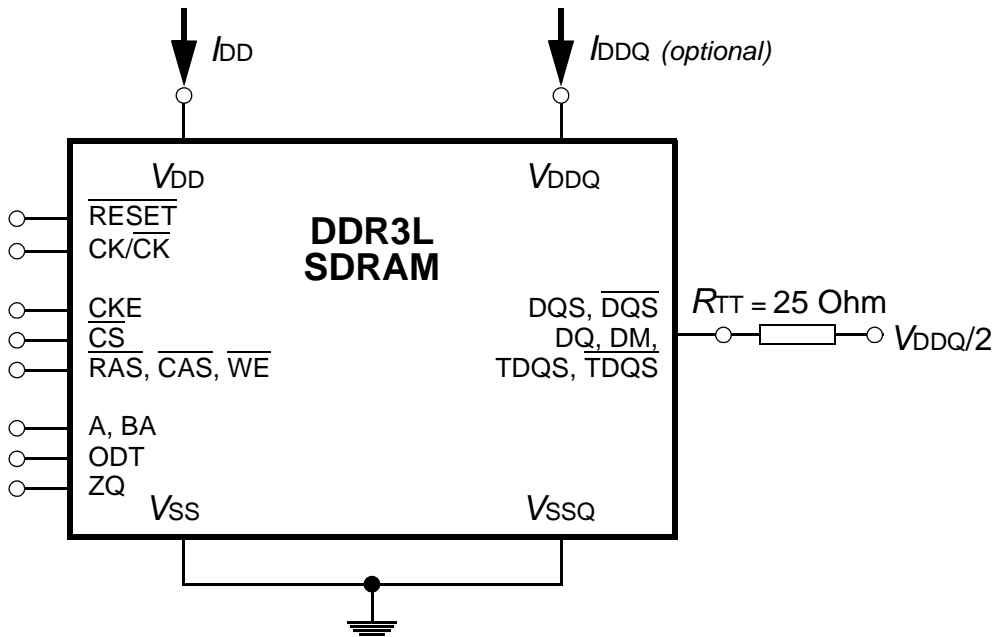 IDD
IDDQ (optional)
VDD
VDDQ
RESET
CK/CK
DDR3L
SDRAM
CKE
CS
RAS, CAS, WE
DQS, DQS
DQ, DM,
TDQS, TDQS
RTT = 25 Ohm
VDDQ/2
A, BA
ODT
ZQ
VSS
VSSQ